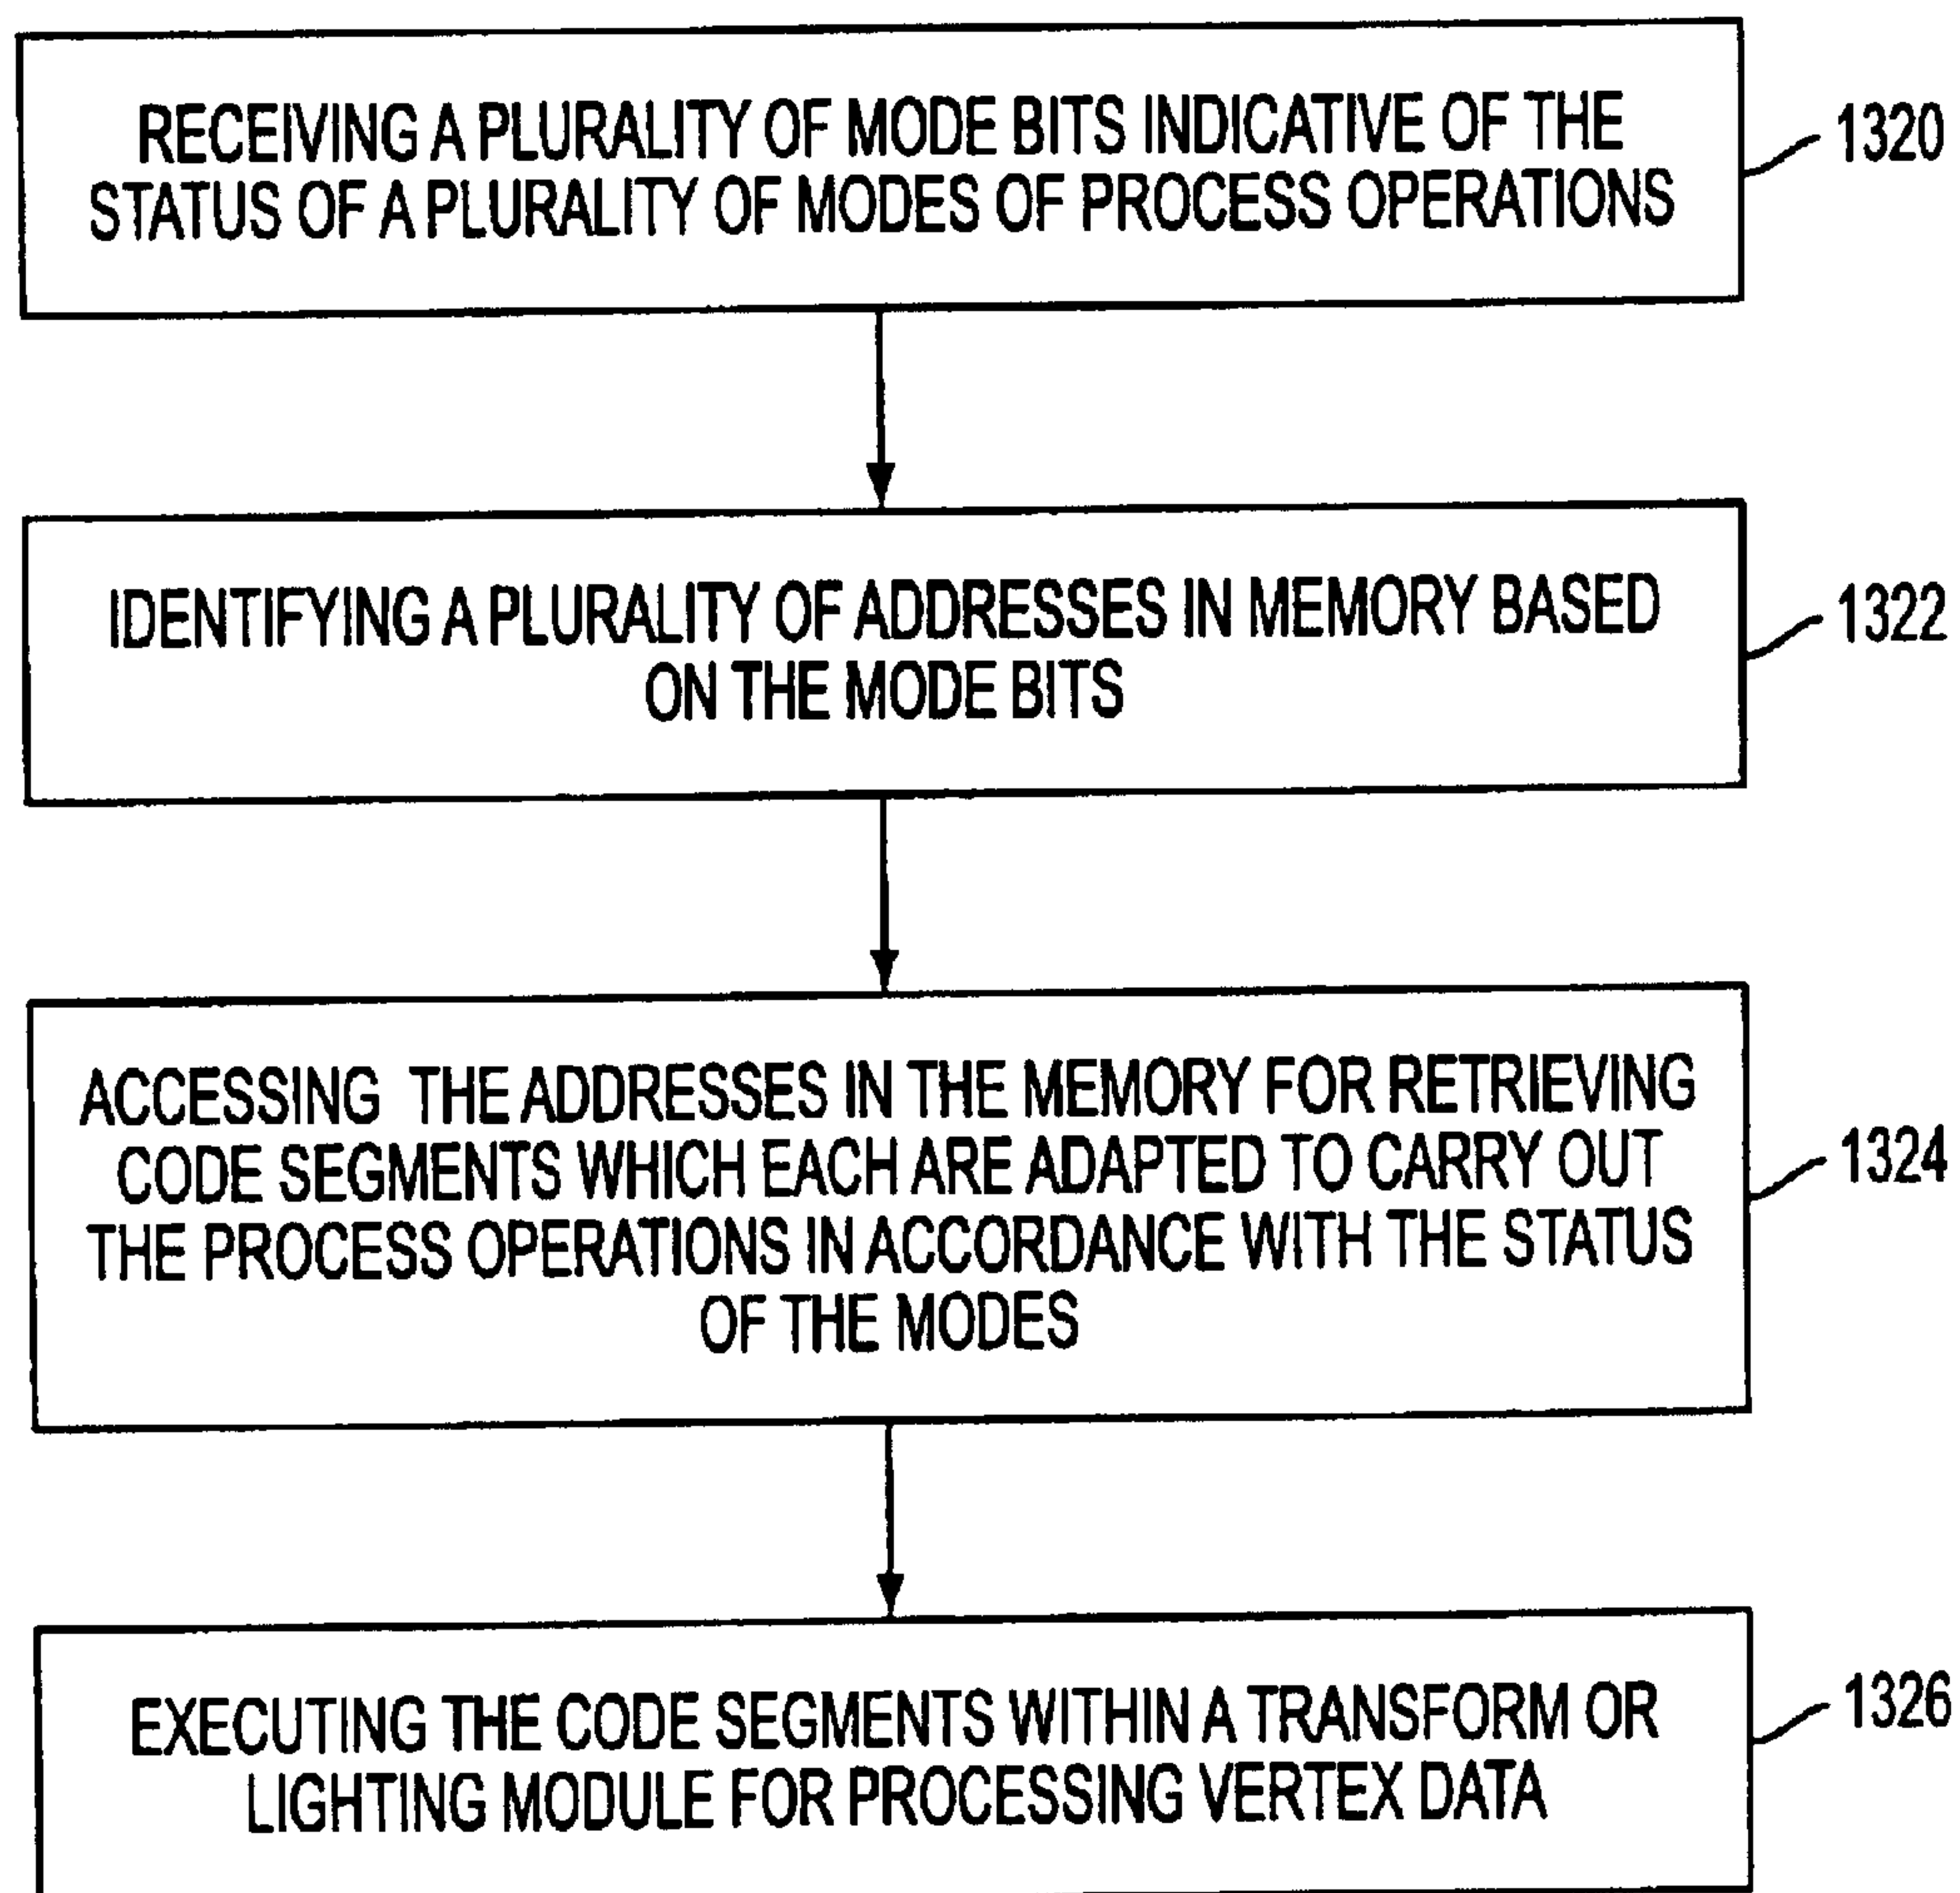 RECEIVING A PLURALITY OF MODE BITS INDICATIVE OF THE
STATUS OF A PLURALITY OF MODES OF PROCESS OPERATIONS
1320
IDENTIFYING A PLURALITY OF ADDRESSES IN MEMORY BASED
ON THE MODE BITS
1322
ACCESSING THE ADDRESSES IN THE MEMORY FOR RETRIEVING
CODE SEGMENTS WHICH EACH ARE ADAPTED TO CARRY OUT
THE PROCESS OPERATIONS IN ACCORDANCE WITH THE STATUS
OF THE MODES
1324
EXECUTING THE CODE SEGMENTS WITHIN A TRANSFORM OR
LIGHTING MODULE FOR PROCESSING VERTEX DATA
1326